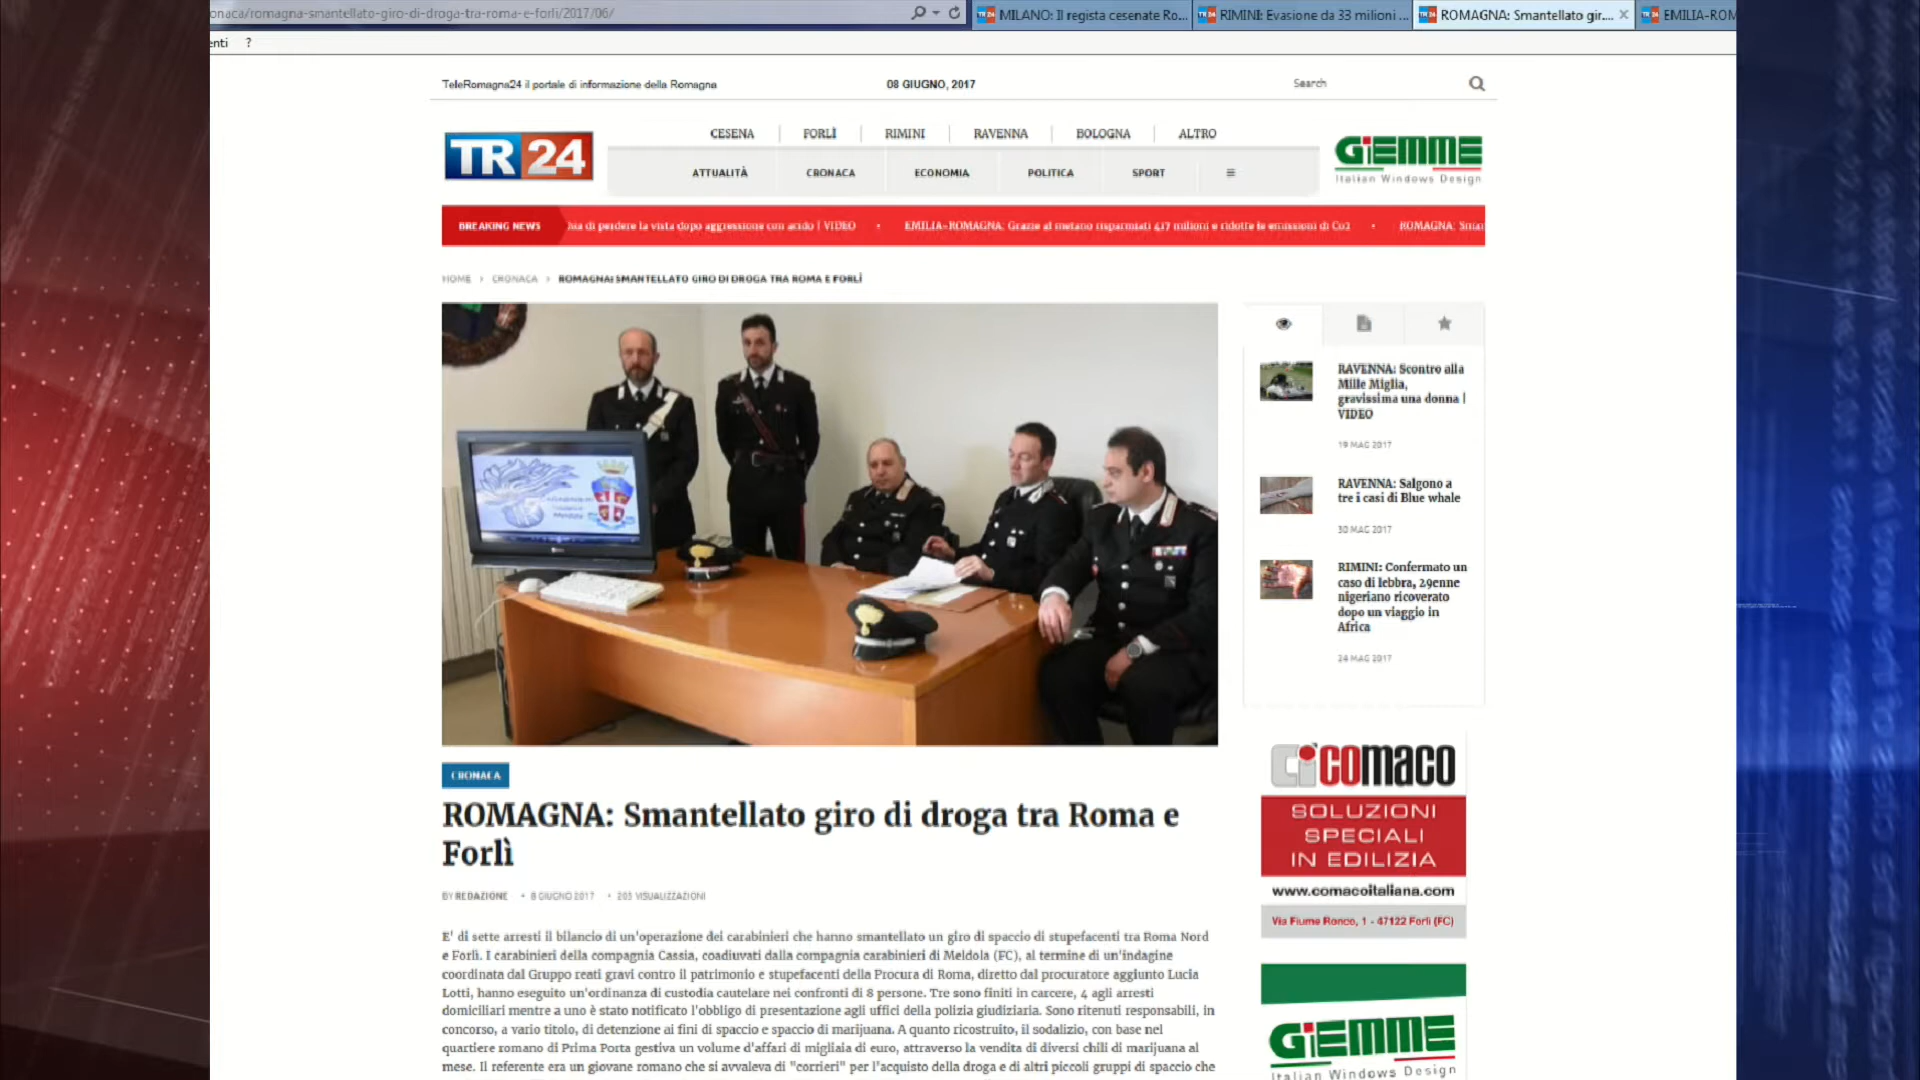 onaca/romagna-smantellato-giro-di-droga-tra-roma-e-forli/2017/06/
MILANO: Il regista cesenate Ro...
RIMINI: Evasione da 33 milioni ...
ROMAGNA: Smantellato gir...
EMILIA-ROM
enti ?
TeleRomagna24 il portale di informazione della Romagna
08 GIUGNO, 2017
Search
TR 24
CESENA
FORLÌ
RIMINI
RAVENNA
BOLOGNA
ALTRO
ATTUALITÀ
CRONACA
ECONOMIA
POLITICA
SPORT
GIEMME
Italian Windows Design
BREAKING NEWS
hia di perdere la vista dopo aggressione con acido | VIDEO
EMILIA-ROMAGNA: Grazie al metano risparmiati 417 milioni e ridotte le emissioni di Co2
ROMAGNA: Sman
HOME > CRONACA > ROMAGNA: SMANTELLATO GIRO DI DROGA TRA ROMA E FORLÌ
CRONACA
ROMAGNA: Smantellato giro di droga tra Roma e
Forlì
BY REDAZIONE • 8 GIUGNO 2017 • 203 VISUALIZZAZIONI
E' di sette arresti il bilancio di un'operazione dei carabinieri che hanno smantellato un giro di spaccio di stupefacenti tra Roma Nord
e Forlì. I carabinieri della compagnia Cassia, coadiuvati dalla compagnia carabinieri di Meldola (FC), al termine di un'indagine
coordinata dal Gruppo reati gravi contro il patrimonio e stupefacenti della Procura di Roma, diretto dal procuratore aggiunto Lucia
Lotti, hanno eseguito un'ordinanza di custodia cautelare nei confronti di 8 persone. Tre sono finiti in carcere, 4 agli arresti
domiciliari mentre a uno è stato notificato l'obbligo di presentazione agli uffici della polizia giudiziaria. Sono ritenuti responsabili, in
concorso, a vario titolo, di detenzione ai fini di spaccio e spaccio di marijuana. A quanto ricostruito, il sodalizio, con base nel
quartiere romano di Prima Porta gestiva un volume d'affari di migliaia di euro, attraverso la vendita di diversi chili di marijuana al
mese. Il referente era un giovane romano che si avvaleva di "corrieri" per l'acquisto della droga e di altri piccoli gruppi di spaccio che
RAVENNA: Scontro alla
Mille Miglia,
gravissima una donna |
VIDEO
19 MAG 2017
RAVENNA: Salgono a
tre i casi di Blue whale
30 MAG 2017
RIMINI: Confermato un
caso di lebbra, 29enne
nigeriano ricoverato
dopo un viaggio in
Africa
24 MAG 2017
ci comaco
SOLUZIONI
SPECIALI
IN EDILIZIA
www.comacoitaliana.com
Via Fiume Ronco, 1 - 47122 Forlì (FC)
GIEMME
Italian Windows Design